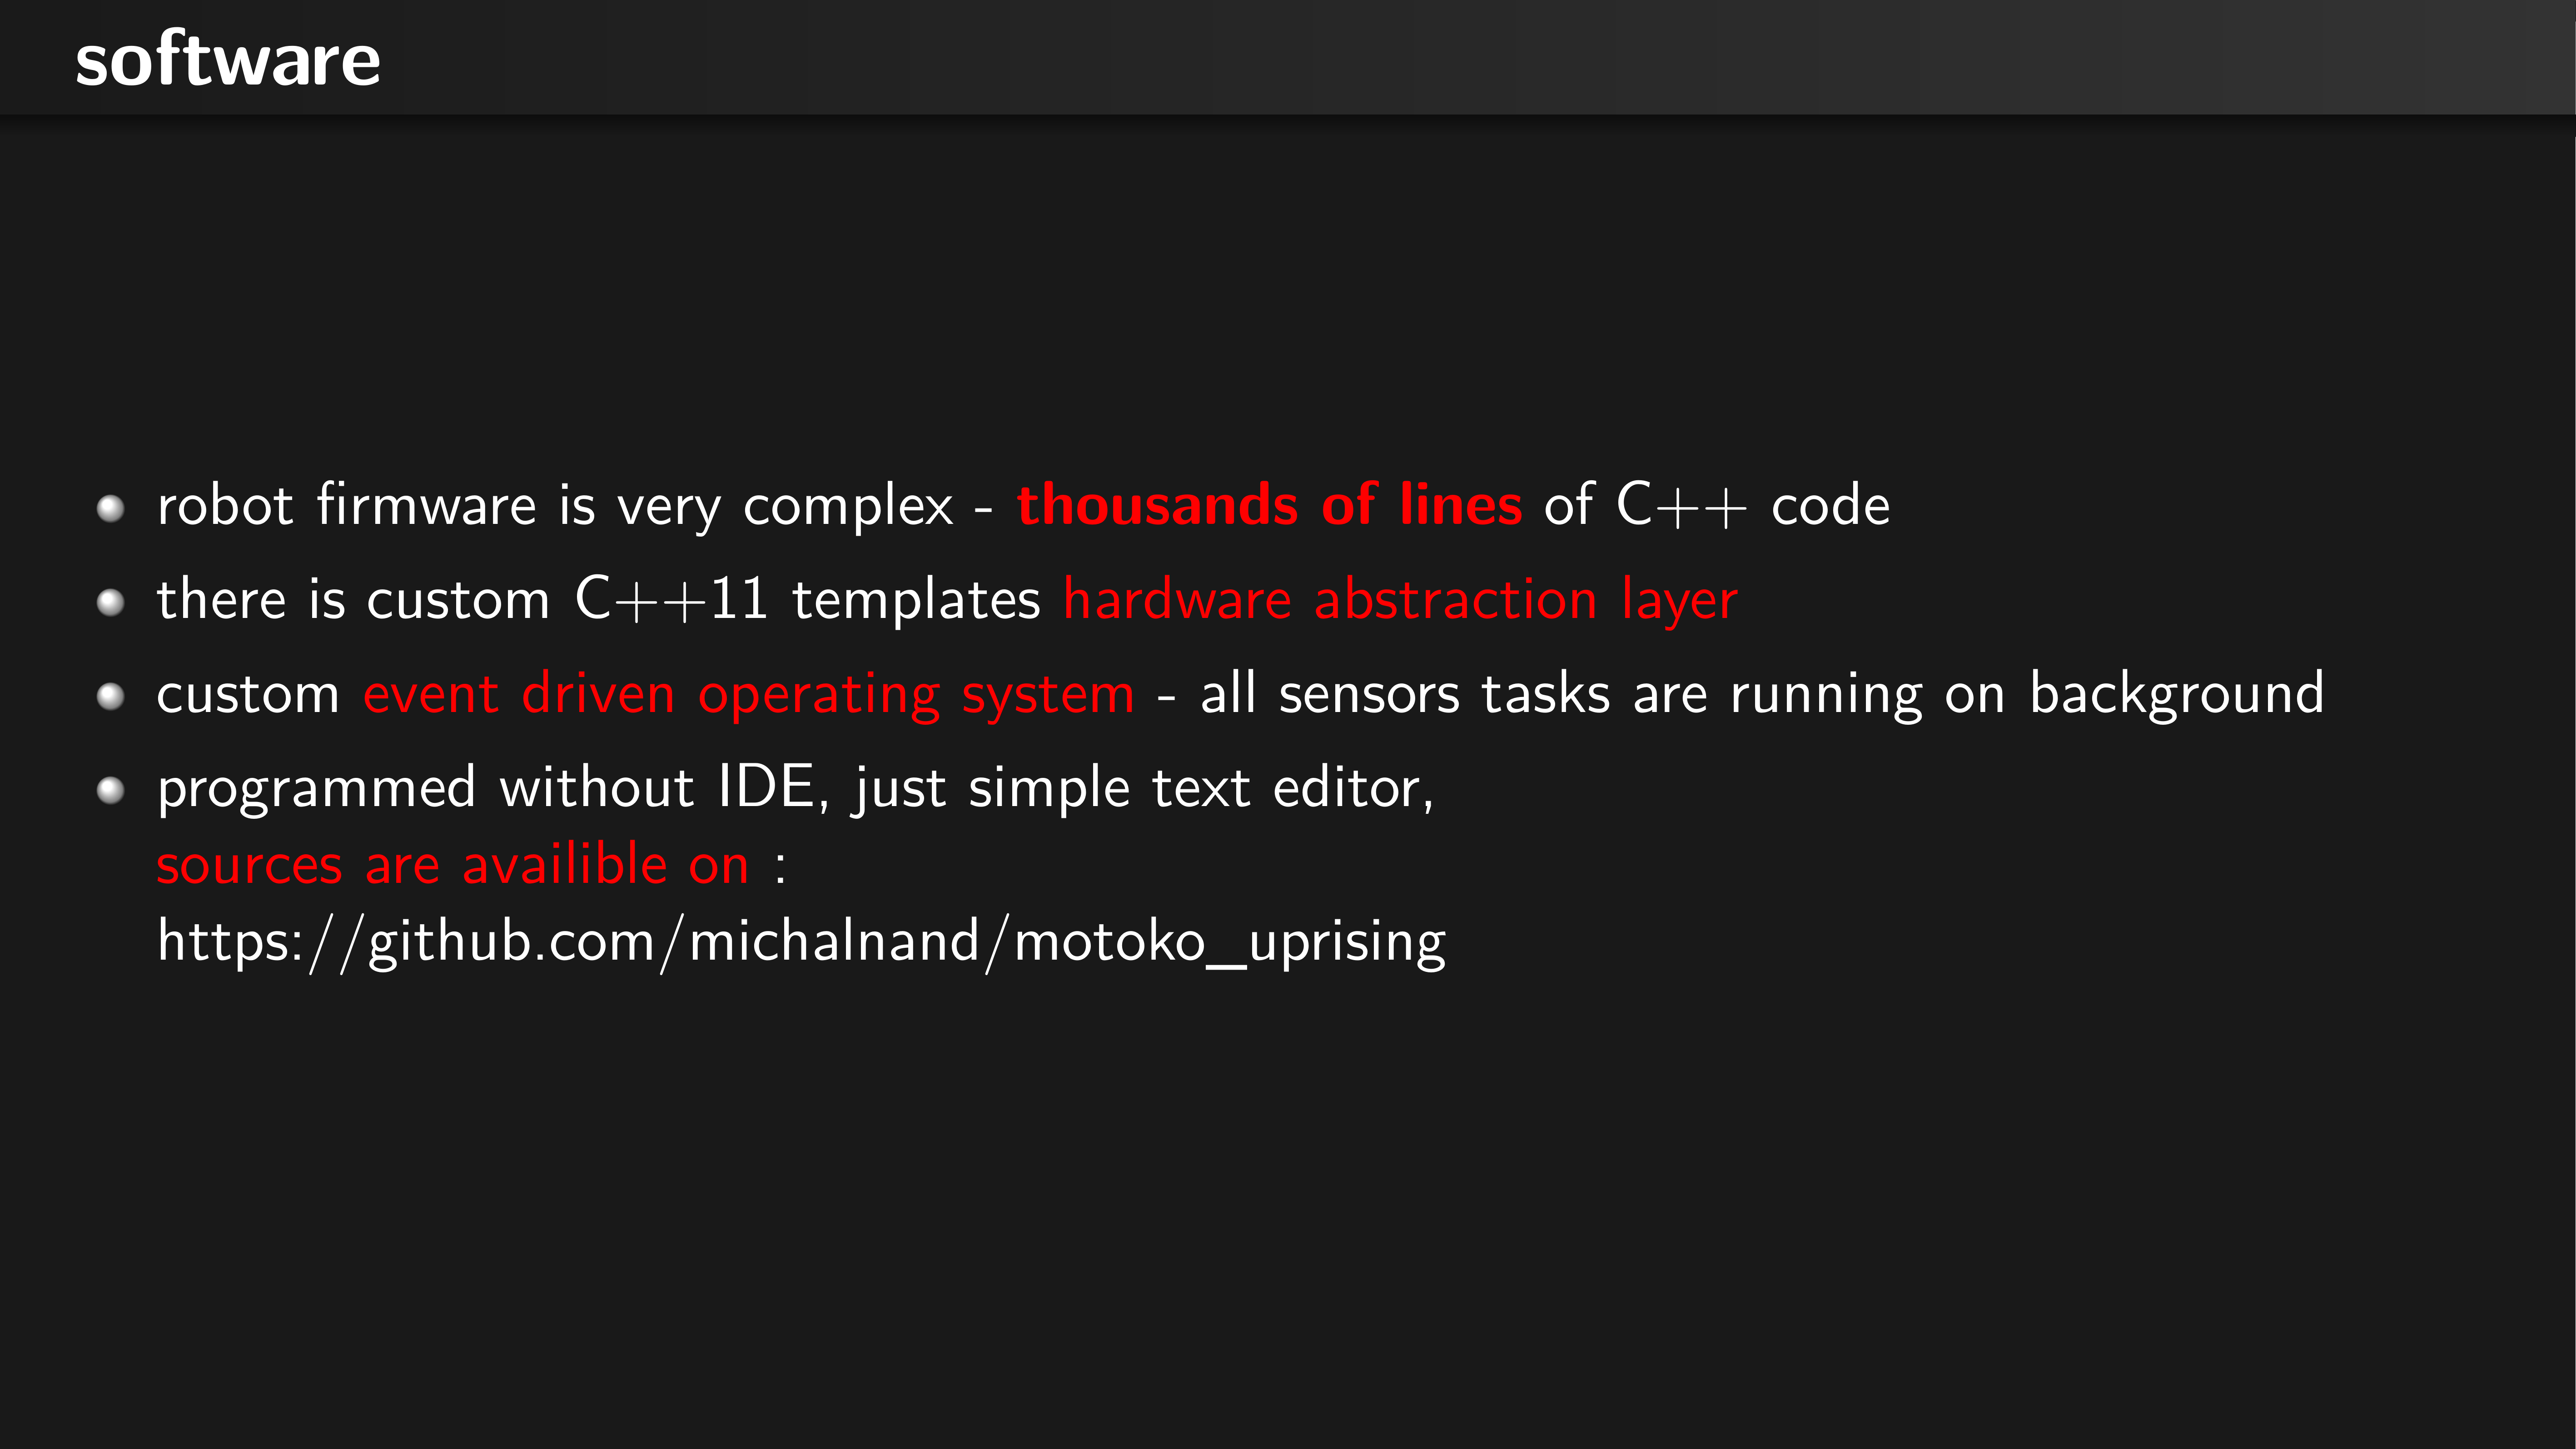 software
robot firmware is very complex - thousands of lines of C++ code
there is custom C++11 templates hardware abstraction layer
custom event driven operating system - all sensors tasks are running on background
programmed without IDE, just simple text editor,
sources are availible on :
https://github.com/michalnand/motoko_uprising